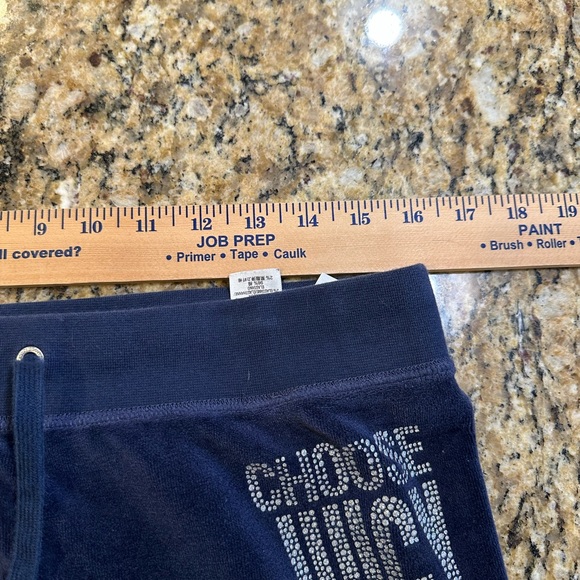 9 10 11 12 13 14 15 16 17 18 19
ll covered? JOB PREP PAINT
• Primer • Tape • Caulk • Brush • Roller • T
CHOOSE
JUICY